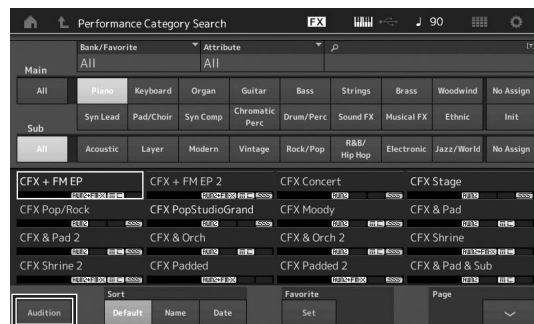 Performance Category Search FX 90
Bank/Favorite Attribute
Main All All
All Piano Keyboard Organ Guitar Bass Strings Brass Woodwind No Assign
Syn Lead Pad/Choir Syn Comp Chromatic Perc Drum/Perc Sound FX Musical FX Ethnic Init
Sub
All Acoustic Layer Modern Vintage Rock/Pop R&B/ Hip Hop Electronic Jazz/World No Assign
CFX + FM EP CFX + FM EP 2 CFX Concert CFX Stage
CFX Pop/Rock CFX PopStudioGrand CFX Moody CFX & Pad
CFX & Pad 2 CFX & Orch CFX & Orch 2 CFX Shrine
CFX Shrine 2 CFX Padded CFX Padded 2 CFX & Pad & Sub
Sort Favorite Page
Audition Default Name Date Set